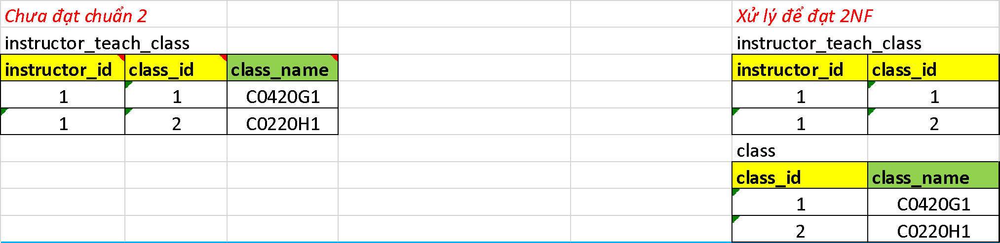 Chưa đạt chuẩn 2 Xử lý để đạt 2NF
instructor_teach_class instructor_teach_class
instructor_id class_id class_name instructor_id class_id
1 1 C0420G1 1 1
1 2 C0220H1 1 2
class
class_id class_name
1 C0420G1
2 C0220H1